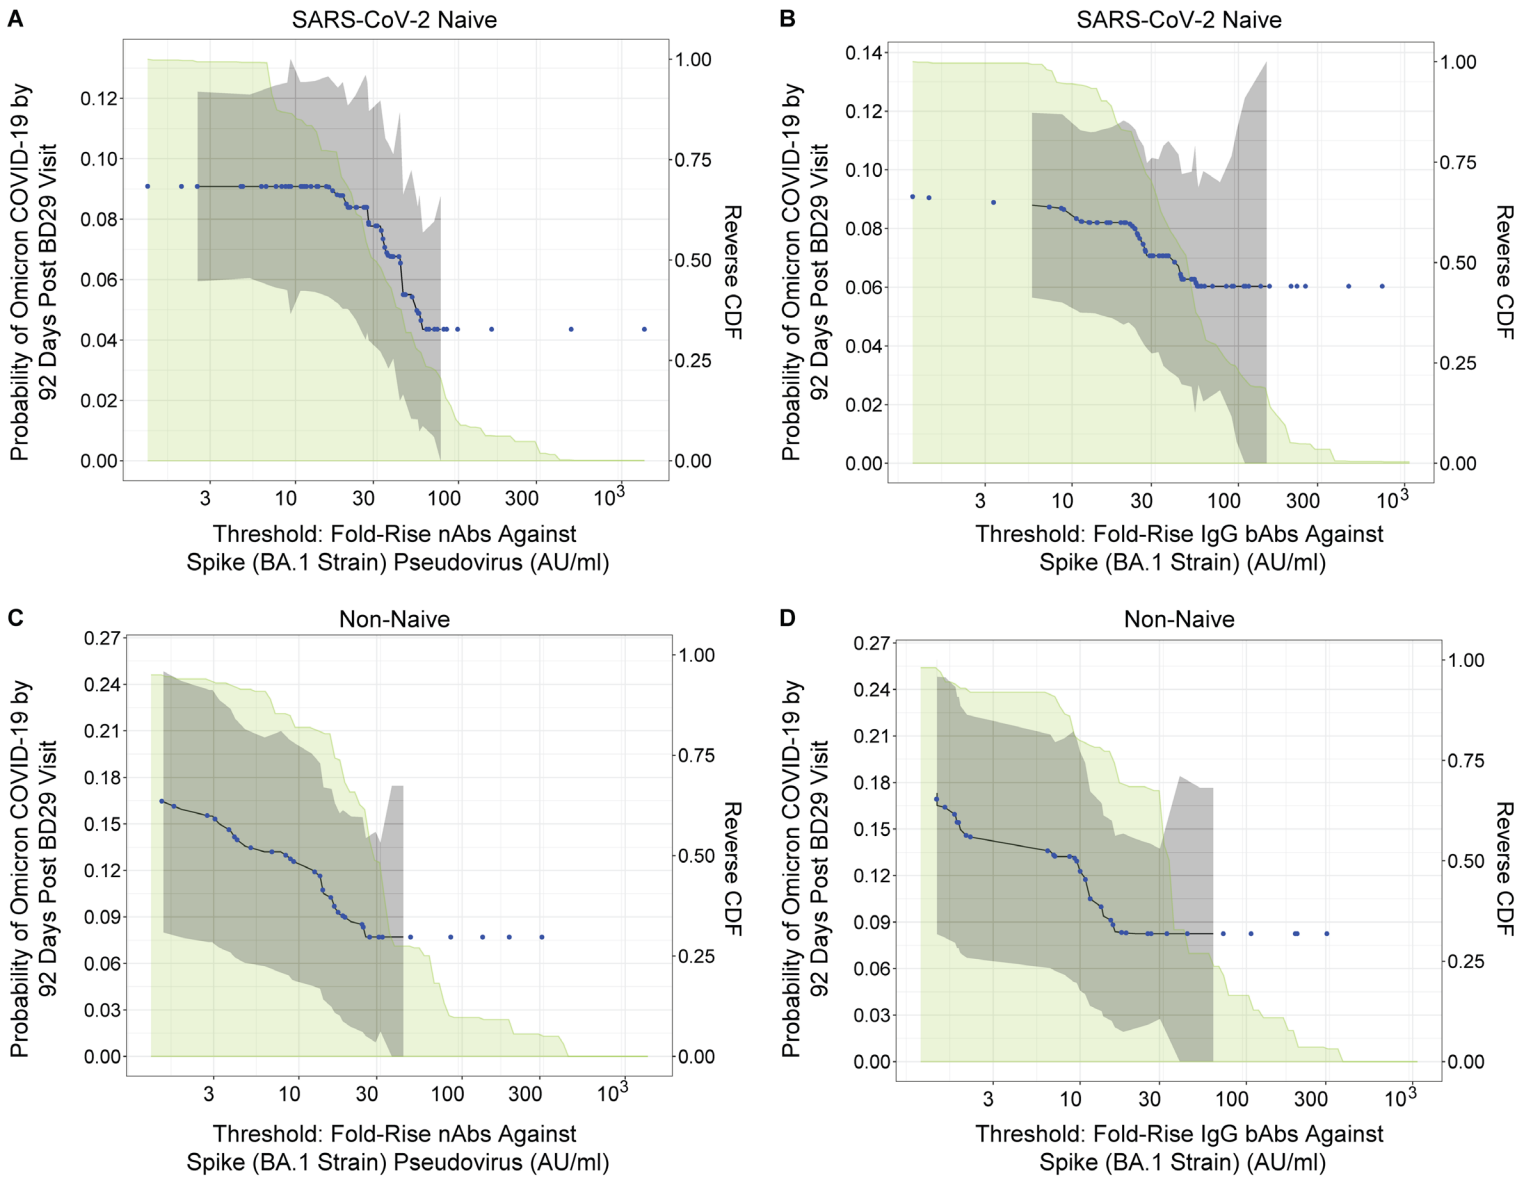 A
SARS-CoV-2 Naive
Probability of Omicron COVID-19 by
92 Days Post BD29 Visit
0.12
0.10
0.08
0.06
0.04
0.02
0.00
1.00
0.75
0.50
0.25
0.00
Reverse CDF
3 10 30 100 300 10³
Threshold: Fold-Rise nAbs Against
Spike (BA.1 Strain) Pseudovirus (AU/ml)
B
SARS-CoV-2 Naive
Probability of Omicron COVID-19 by
92 Days Post BD29 Visit
0.14
0.12
0.10
0.08
0.06
0.04
0.02
0.00
1.00
0.75
0.50
0.25
0.00
Reverse CDF
3 10 30 100 300 10³
Threshold: Fold-Rise IgG bAbs Against
Spike (BA.1 Strain) (AU/ml)
C
Non-Naive
Probability of Omicron COVID-19 by
92 Days Post BD29 Visit
0.27
0.24
0.21
0.18
0.15
0.12
0.09
0.06
0.03
0.00
1.00
0.75
0.50
0.25
0.00
Reverse CDF
3 10 30 100 300 10³
Threshold: Fold-Rise nAbs Against
Spike (BA.1 Strain) Pseudovirus (AU/ml)
D
Non-Naive
Probability of Omicron COVID-19 by
92 Days Post BD29 Visit
0.27
0.24
0.21
0.18
0.15
0.12
0.09
0.06
0.03
0.00
1.00
0.75
0.50
0.25
0.00
Reverse CDF
3 10 30 100 300 10³
Threshold: Fold-Rise IgG bAbs Against
Spike (BA.1 Strain) (AU/ml)